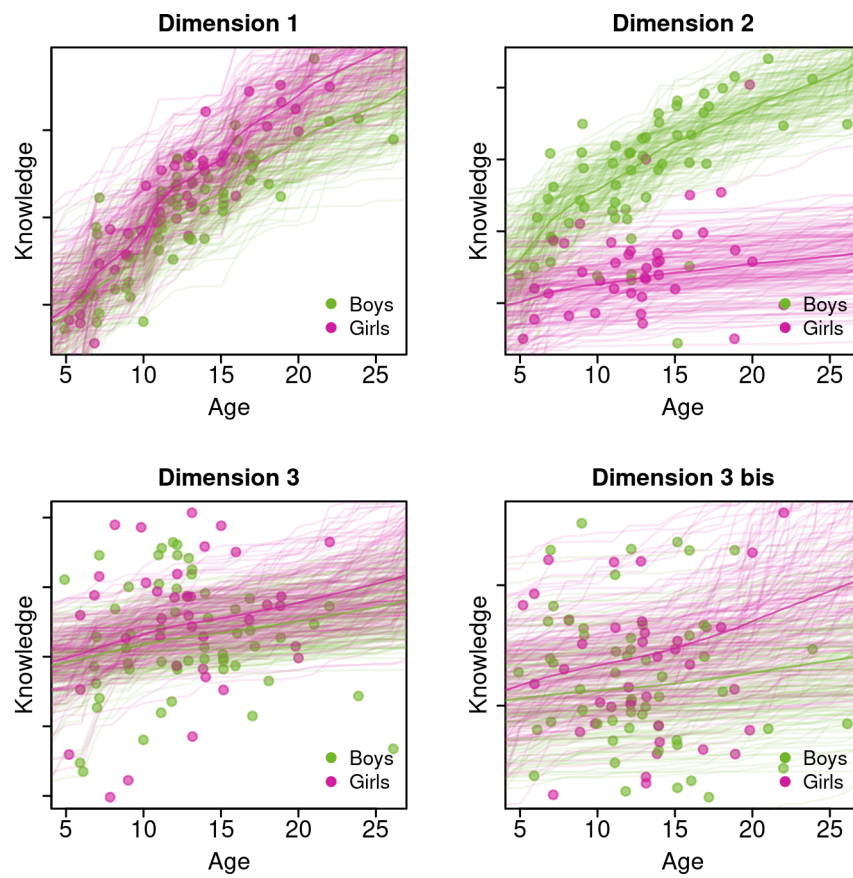 Dimension 1
Knowledge
Boys
Girls
5 10 15 20 25
Age
Dimension 2
Knowledge
Boys
Girls
5 10 15 20 25
Age
Dimension 3
Knowledge
Boys
Girls
5 10 15 20 25
Age
Dimension 3 bis
Knowledge
Boys
Girls
5 10 15 20 25
Age